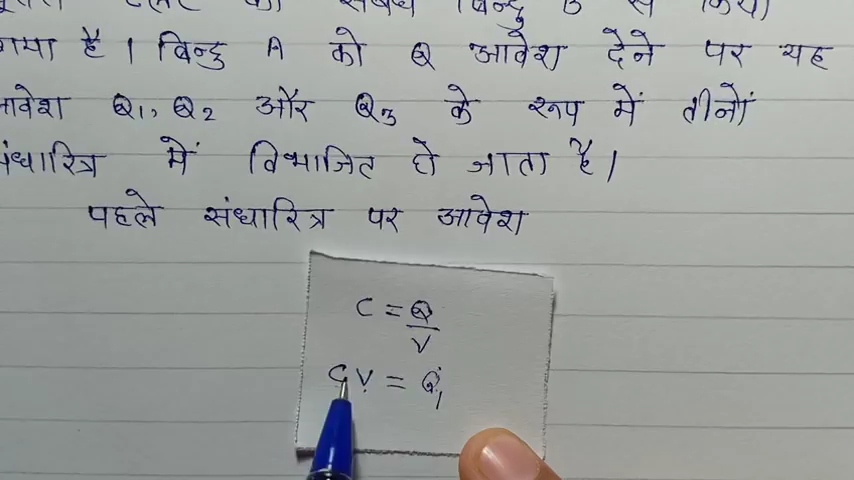 का संबंध बिन्दु B से किया
गया है । बिन्दु A को Q आवेश देने पर यह
आवेश Q₁, Q₂ और Q₃ के रूप में तीनों
संधारित्र में विभाजित हो जाता है।
पहले संधारित्र पर आवेश
C = Q/V
CV = Q₁